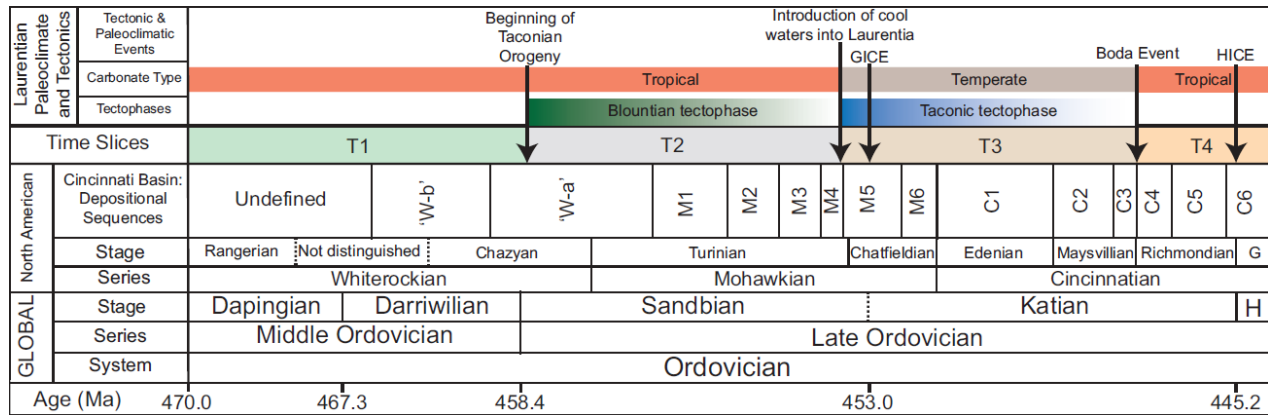 Laurentian
Paleoclimate
and Tectonics
Tectonic &
Paleoclimatic
Events
Beginning of
Taconian
Orogeny
Introduction of cool
waters into Laurentia
GICE
Boda Event
HICE
Carbonate Type
Tropical
Temperate
Tropical
Tectophases
Blountian tectophase
Taconic tectophase
Time Slices
T1
T2
T3
T4
North American
Cincinnati Basin:
Depositional
Sequences
Undefined
'W-b'
'W-a'
M1
M2
M3
M4
M5
M6
C1
C2
C3
C4
C5
C6
Stage
Rangerian
Not distinguished
Chazyan
Turinian
Chatfieldian
Edenian
Maysvillian
Richmondian
G
Series
Whiterockian
Mohawkian
Cincinnatian
GLOBAL
Stage
Dapingian
Darriwilian
Sandbian
Katian
H
Series
Middle Ordovician
Late Ordovician
System
Ordovician
Age (Ma)
470.0
467.3
458.4
453.0
445.2